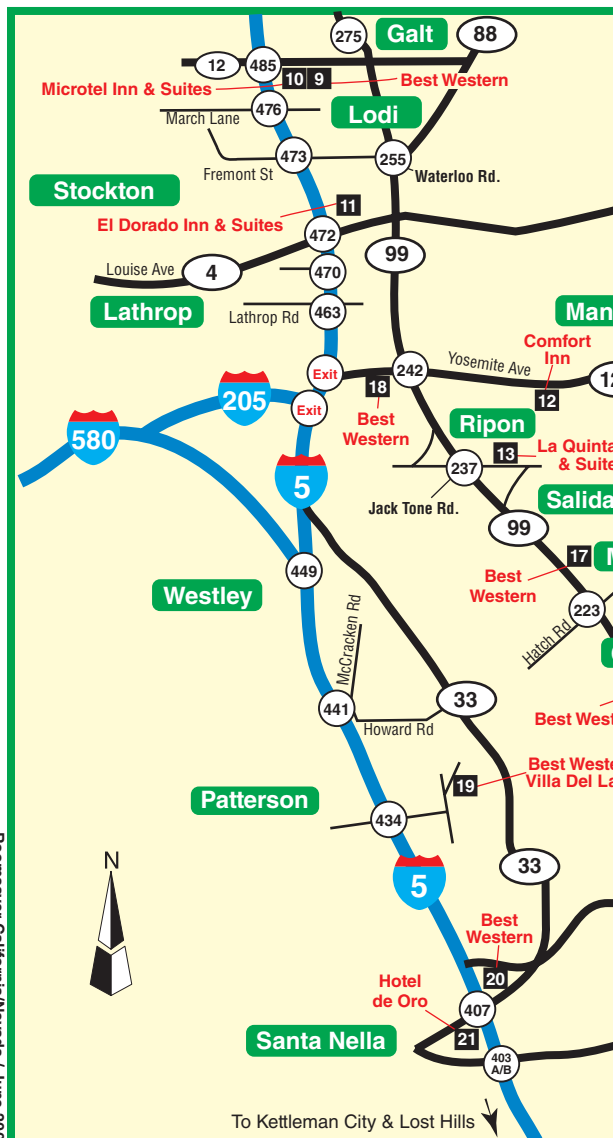 275
Galt
88
12
485
10
9
Best Western
Microtel Inn & Suites
476
March Lane
Lodi
473
255
Fremont St
Waterloo Rd.
Stockton
11
El Dorado Inn & Suites
472
99
Louise Ave
4
470
Lathrop
Lathrop Rd
463
Man
Comfort
Inn
Yosemite Ave
Exit
242
18
12
12
205
Exit
Best
Western
580
Ripon
5
13
La Quinta
& Suite
237
Jack Tone Rd.
Salida
99
17
M
449
Best
Western
Westley
223
McCracken Rd
Hatch Rd
33
441
Howard Rd
Best West
Best Weste
Villa Del La
19
Patterson
434
33
N
5
Best
Western
20
Hotel
de Oro
407
21
Santa Nella
403
A/B
To Kettleman City & Lost Hills